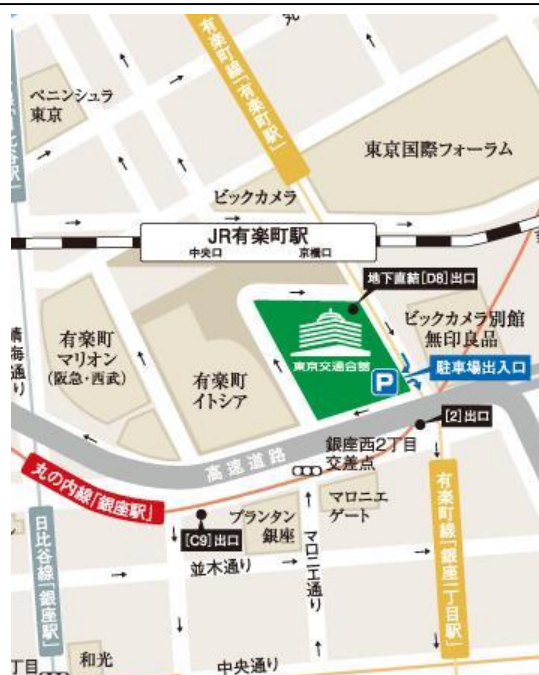 有楽町線「有楽町駅」
ペニンシュラ
東京
東京国際フォーラム
ビックカメラ
JR有楽町駅
中央口
京橋口
地下直結[D8]出口
ビックカメラ別館
無印良品
東京交通会館
P
駐車場出入口
晴海通り
有楽町
マリオン
(阪急・西武)
有楽町
イトシア
[2]出口
高速道路
銀座西2丁目
交差点
丸の内線「銀座駅」
マロニエ
ゲート
プランタン
銀座
[C9]出口
並木通り
マロニエ通り
有楽町線「銀座一丁目駅」
日比谷線「銀座駅」
和光
中央通り
丁目